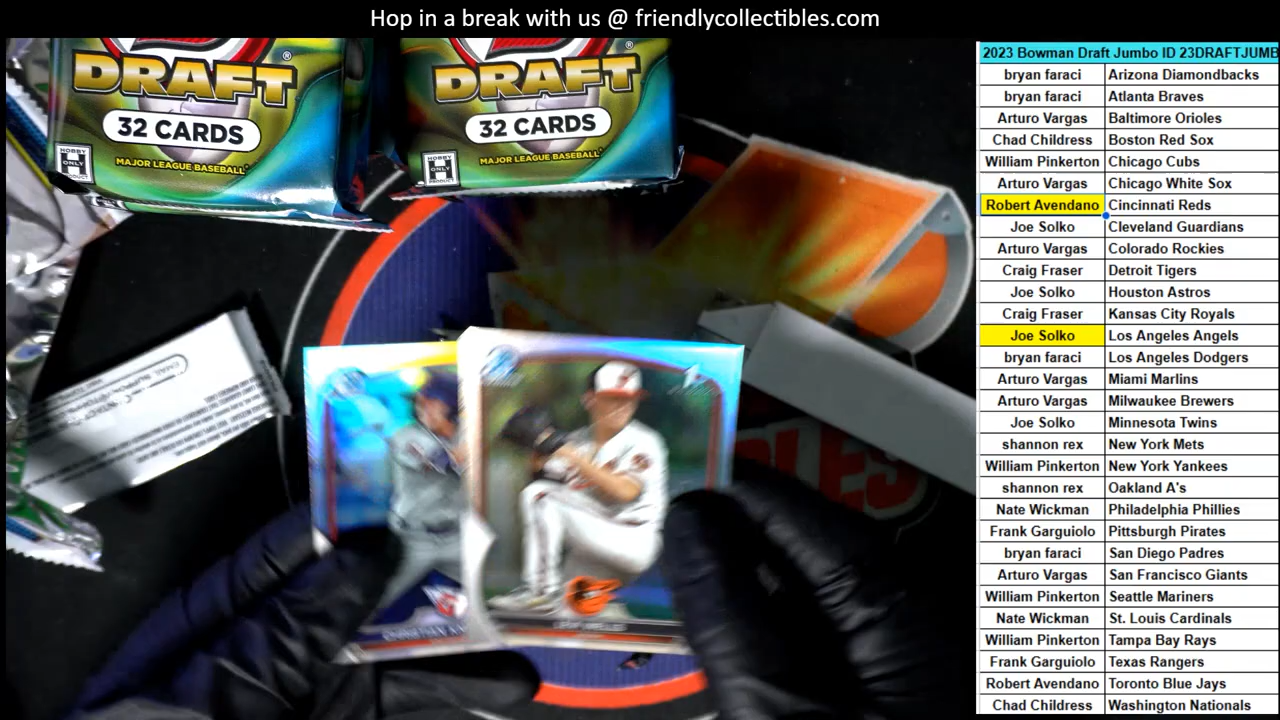 Hop in a break with us @ friendlycollectibles.com
DRAFT®
32 CARDS
HOBBY
H
ONLY
PRODUCT
MAJOR LEAGUE BASEBALL
DRAFT®
32 CARDS
HOBBY
H
ONLY
PRODUCT
MAJOR LEAGUE BASEBALL
CHRISTIAN
2023 Bowman Draft Jumbo ID 23DRAFTJUMB
bryan faraci Arizona Diamondbacks
bryan faraci Atlanta Braves
Arturo Vargas Baltimore Orioles
Chad Childress Boston Red Sox
William Pinkerton Chicago Cubs
Arturo Vargas Chicago White Sox
Robert Avendano Cincinnati Reds
Joe Solko Cleveland Guardians
Arturo Vargas Colorado Rockies
Craig Fraser Detroit Tigers
Joe Solko Houston Astros
Craig Fraser Kansas City Royals
Joe Solko Los Angeles Angels
bryan faraci Los Angeles Dodgers
Arturo Vargas Miami Marlins
Arturo Vargas Milwaukee Brewers
Joe Solko Minnesota Twins
shannon rex New York Mets
William Pinkerton New York Yankees
shannon rex Oakland A's
Nate Wickman Philadelphia Phillies
Frank Garguiolo Pittsburgh Pirates
bryan faraci San Diego Padres
Arturo Vargas San Francisco Giants
William Pinkerton Seattle Mariners
Nate Wickman St. Louis Cardinals
William Pinkerton Tampa Bay Rays
Frank Garguiolo Texas Rangers
Robert Avendano Toronto Blue Jays
Chad Childress Washington Nationals